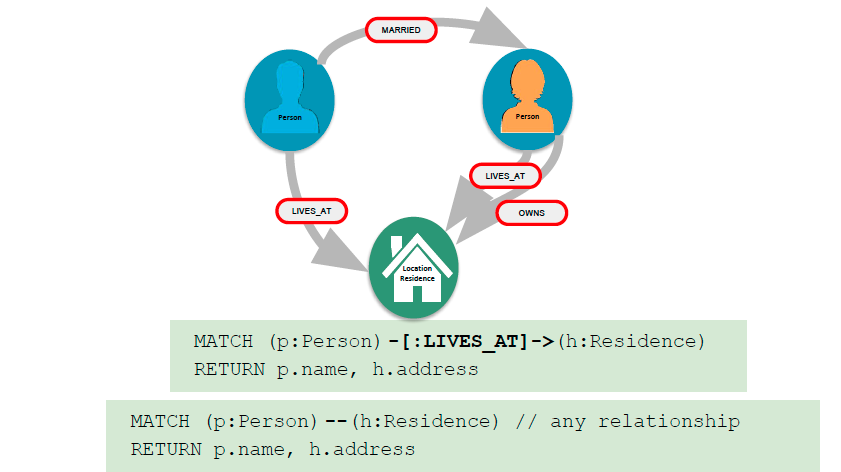 MARRIED
Person
Person
LIVES_AT
LIVES_AT
OWNS
Location
Residence
MATCH (p:Person)-[:LIVES_AT]->(h:Residence)
RETURN p.name, h.address
MATCH (p:Person)--(h:Residence) // any relationship
RETURN p.name, h.address